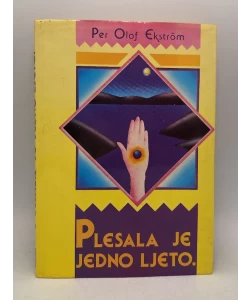 Per Olof Ekström
PLESALA JE
JEDNO LJETO.